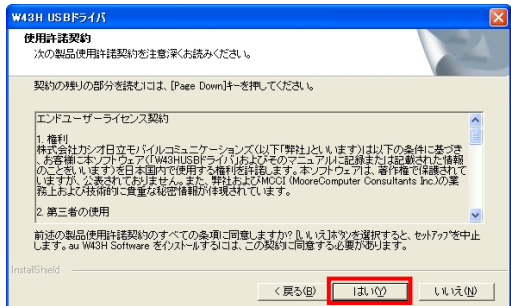 W43H USBドライバ
使用許諾契約
次の製品使用許諾契約を注意深くお読みください。
契約の残りの部分を読むには、[Page Down]キーを押してください。
エンドユーザーライセンス契約
1. 権利
株式会社カシオ日立モバイルコミュニケーションズ(以下「弊社」といいます)は以下の条件に基づき
、お客様に本ソフトウェア(「W43HUSBドライバ」およびそのマニュアルに記録または記載された情報
のことをいいます)を日本国内で使用する権利を許諾します。本ソフトウェアは、著作権で保護されて
いますが、公表されておりません。また、弊社およびMCCI (MooreComputer Consultants Inc.)の業
務上および技術的に貴重な秘密情報が体現されています。
2. 第三者の使用
前述の製品使用許諾契約のすべての条項に同意しますか? [いいえ]ボタンを選択すると、セットアップを中止
します。au W43H Software をインストールするには、この契約に同意する必要があります。
InstallShield
< 戻る(B)
はい(Y)
いいえ(N)